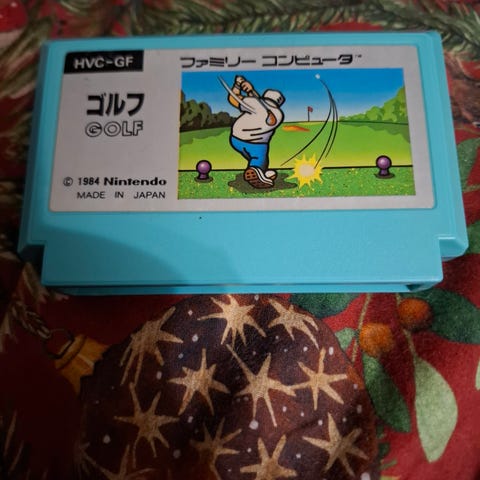 HVC-GF
ファミリー コンピュータ™
ゴルフ
GOLF
© 1984 Nintendo
MADE IN JAPAN